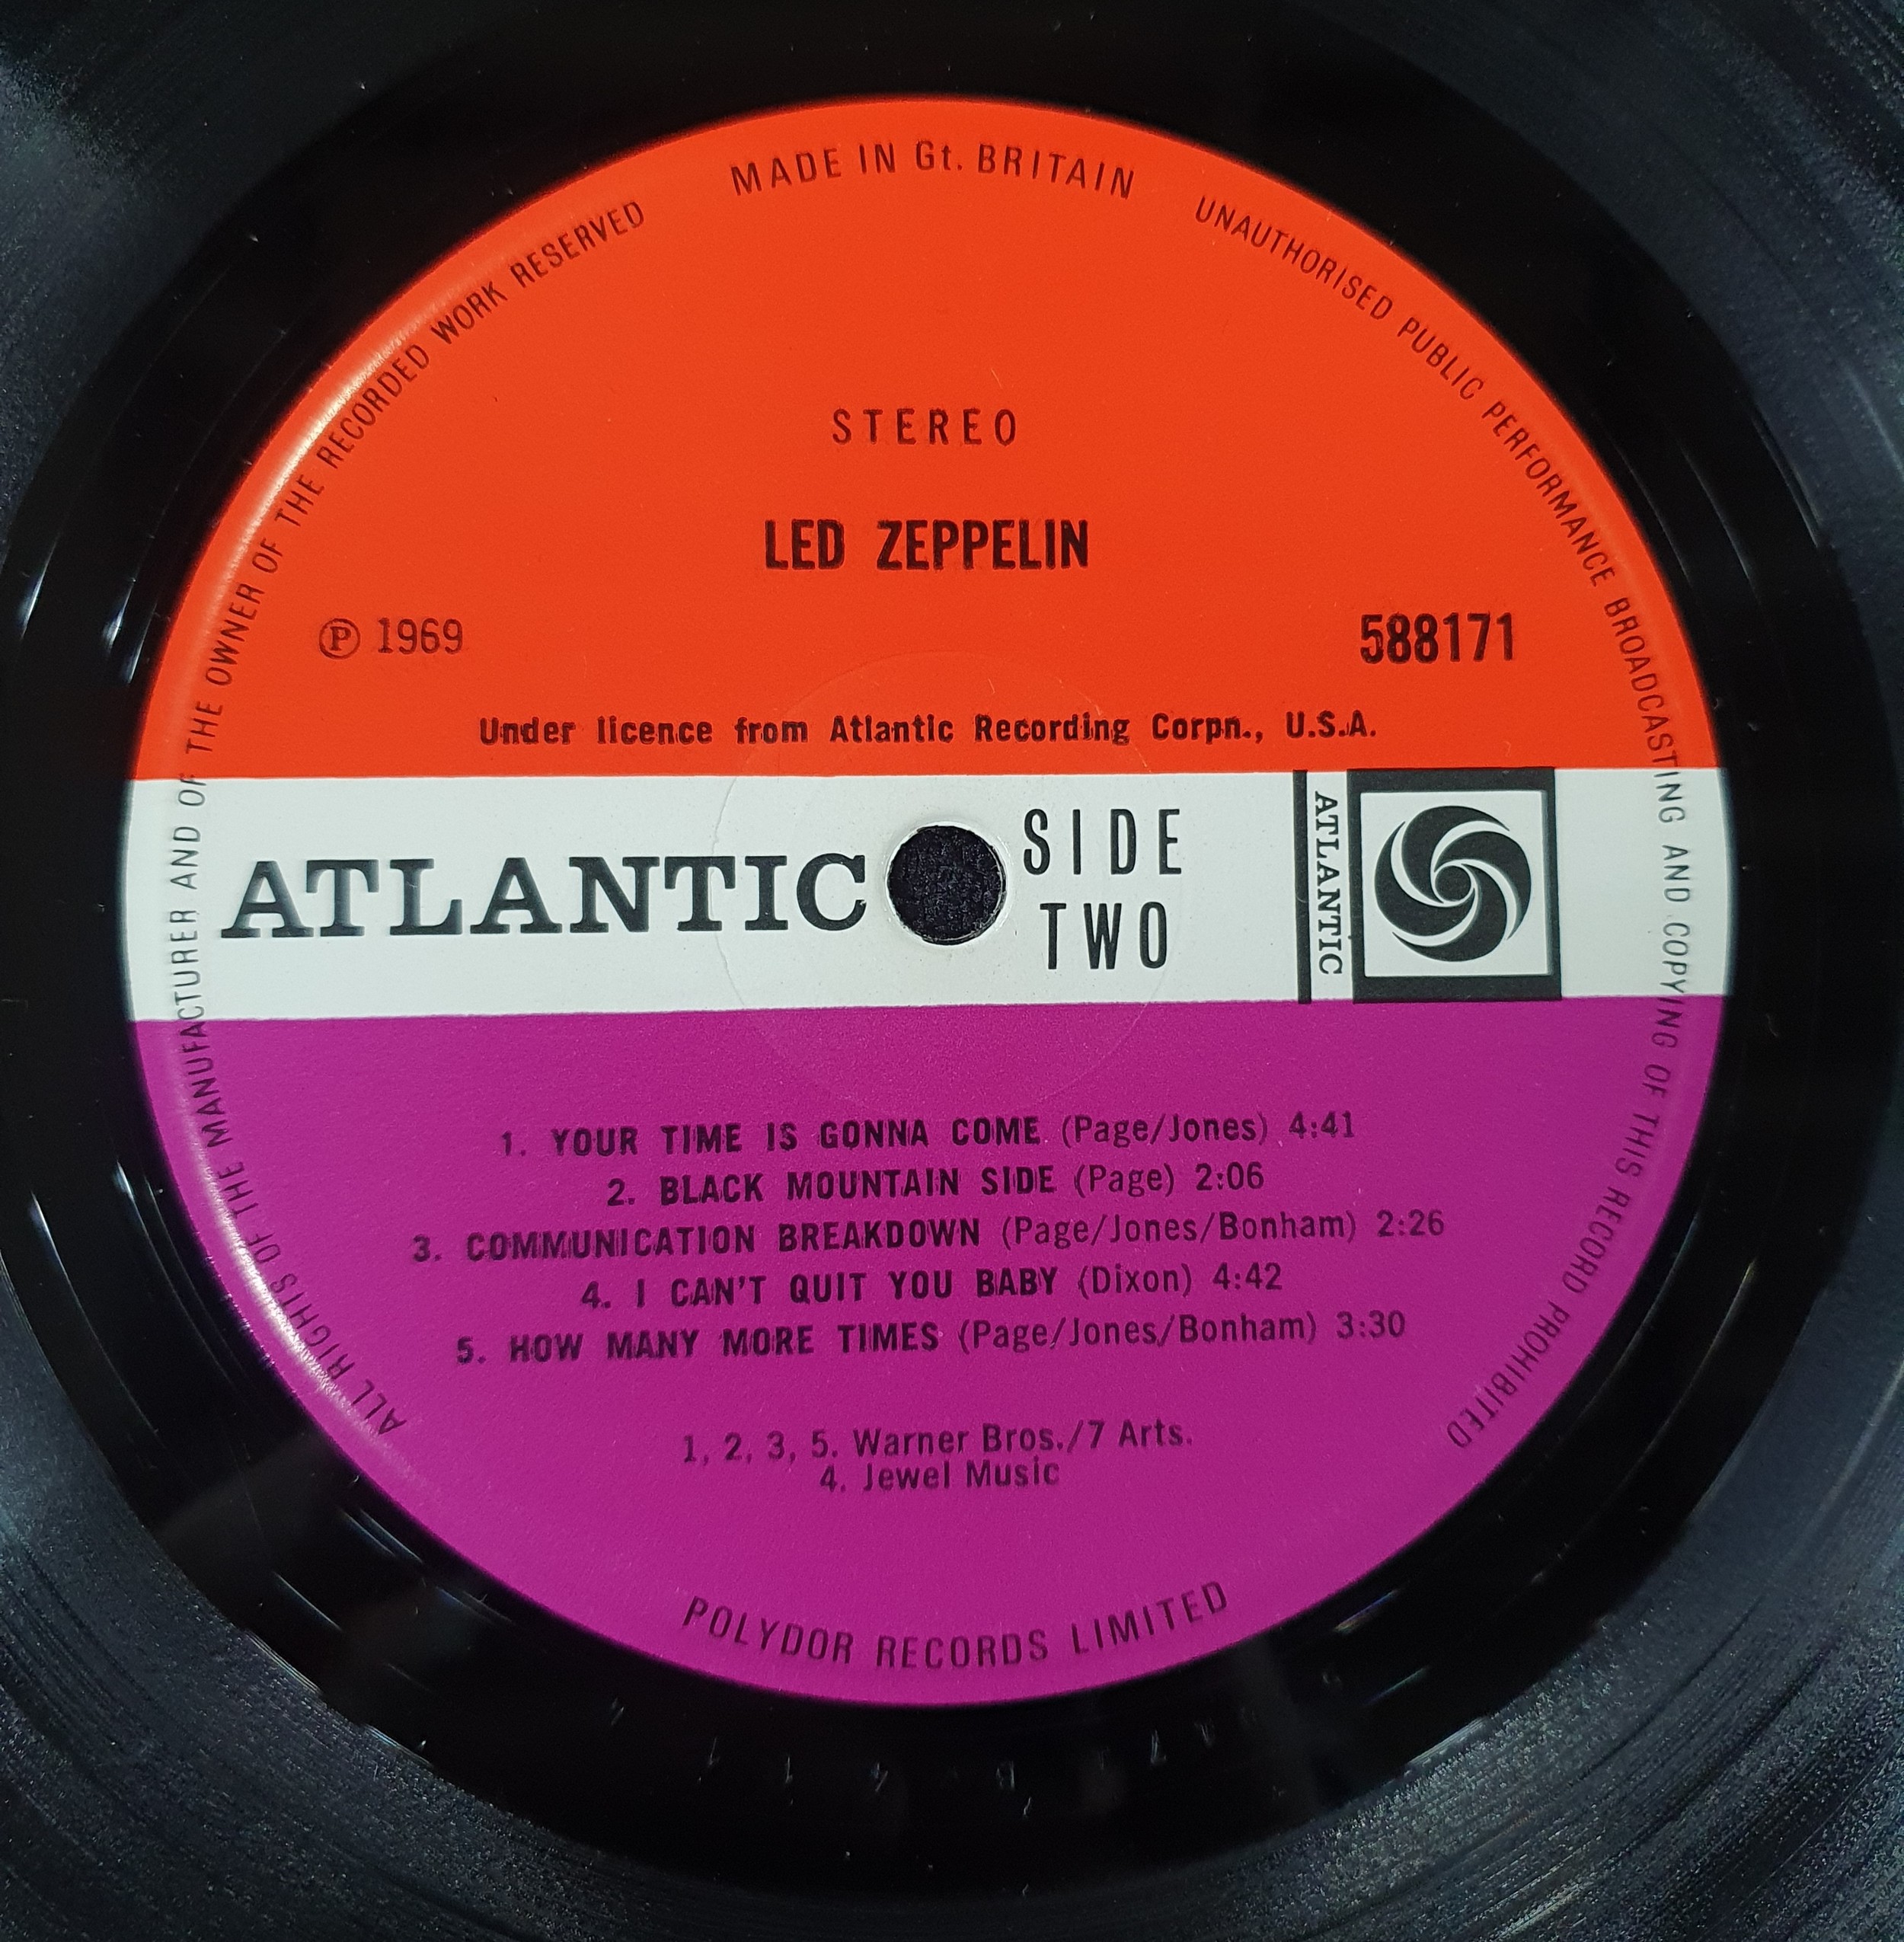 MADE IN Gt. BRITAIN
UNAUTHORISED PUBLIC PERFORMANCE BROADCASTING AND COPYING OF THIS RECORD PROHIBITED
ALL RIGHTS OF THE MANUFACTURER AND OF THE OWNER OF THE RECORDED WORK RESERVED
STEREO
LED ZEPPELIN
℗ 1969
588171
Under licence from Atlantic Recording Corpn., U.S.A.
ATLANTIC
SIDE
TWO
ATLANTIC
1. YOUR TIME IS GONNA COME (Page/Jones) 4:41
2. BLACK MOUNTAIN SIDE (Page) 2:06
3. COMMUNICATION BREAKDOWN (Page/Jones/Bonham) 2:26
4. I CAN'T QUIT YOU BABY (Dixon) 4:42
5. HOW MANY MORE TIMES (Page/Jones/Bonham) 3:30
1, 2, 3, 5. Warner Bros./7 Arts.
4. Jewel Music
POLYDOR RECORDS LIMITED